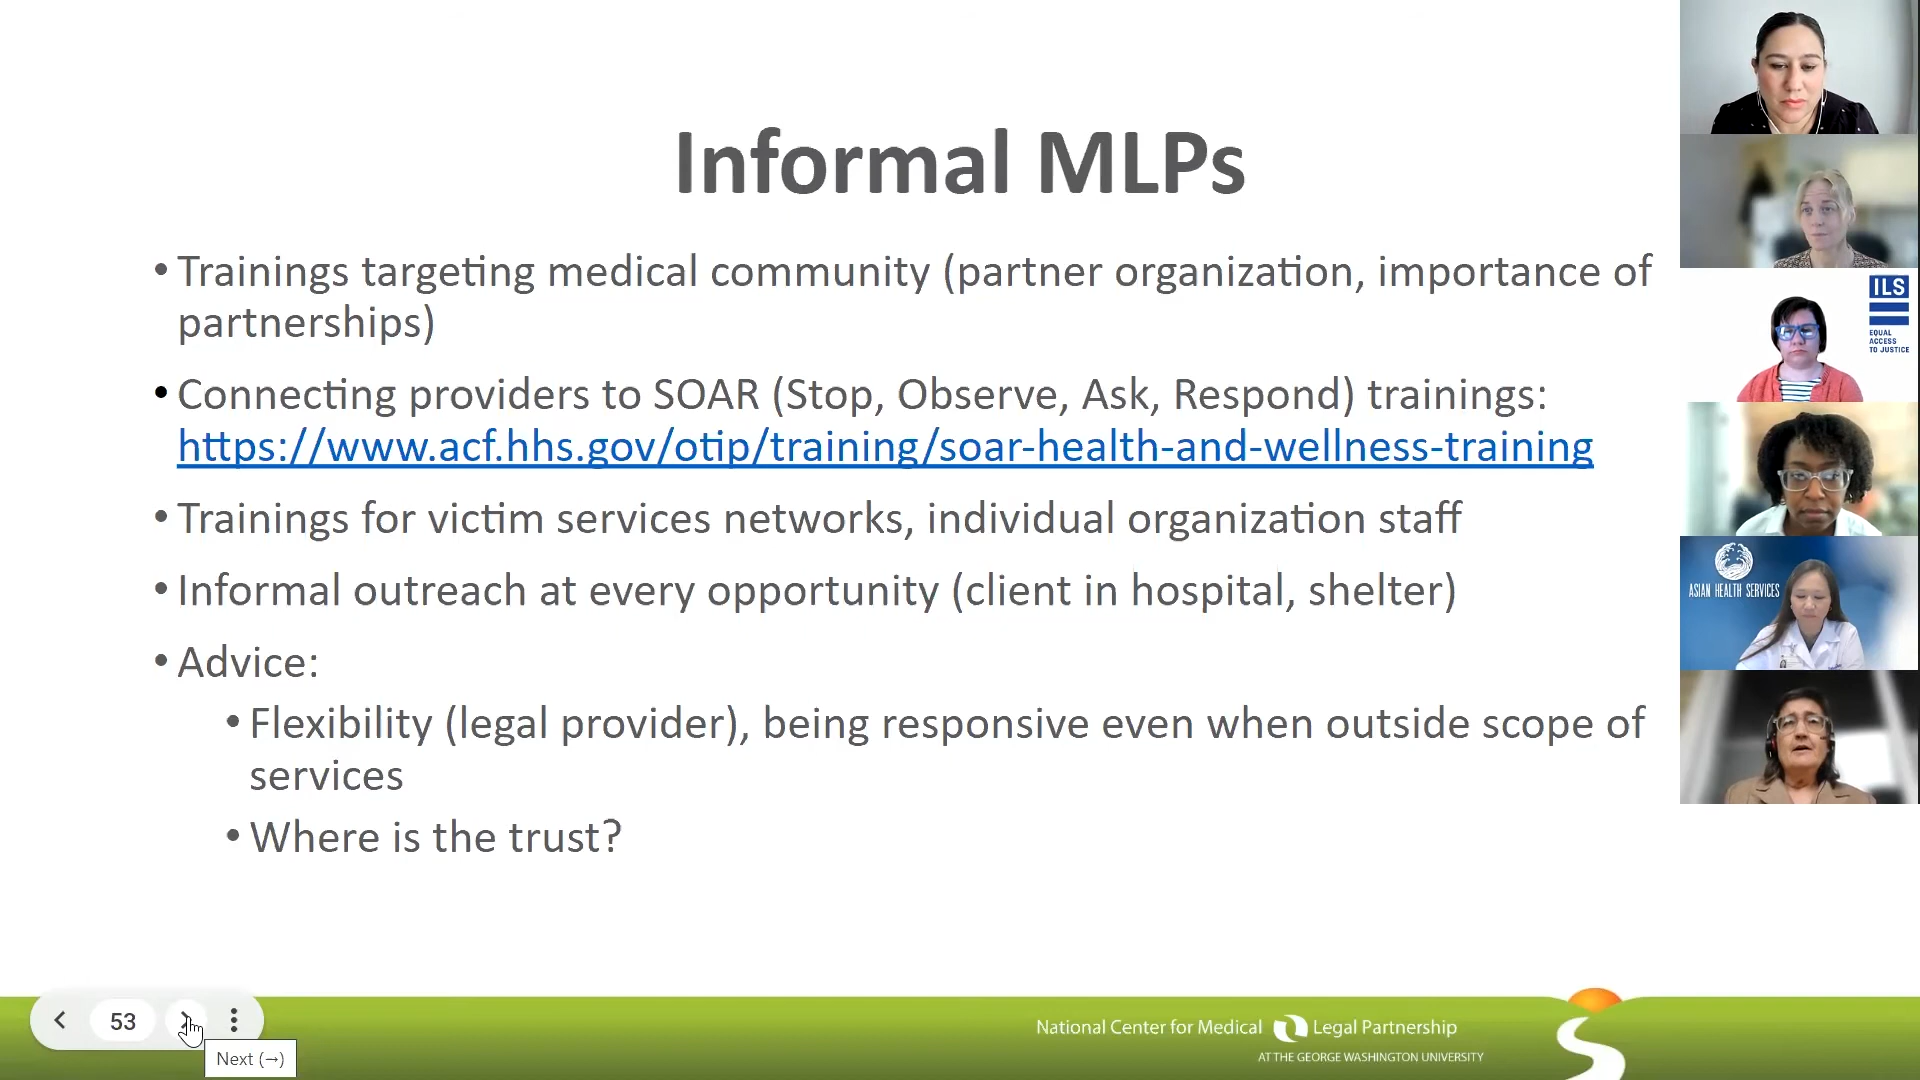 Informal MLPs
• Trainings targeting medical community (partner organization, importance of
partnerships)
• Connecting providers to SOAR (Stop, Observe, Ask, Respond) trainings:
https://www.acf.hhs.gov/otip/training/soar-health-and-wellness-training
• Trainings for victim services networks, individual organization staff
• Informal outreach at every opportunity (client in hospital, shelter)
• Advice:
• Flexibility (legal provider), being responsive even when outside scope of
services
• Where is the trust?
ILS
EQUAL
ACCESS
TO JUSTICE
ASIAN HEALTH SERVICES
53
Next (→)
National Center for Medical Legal Partnership
AT THE GEORGE WASHINGTON UNIVERSITY